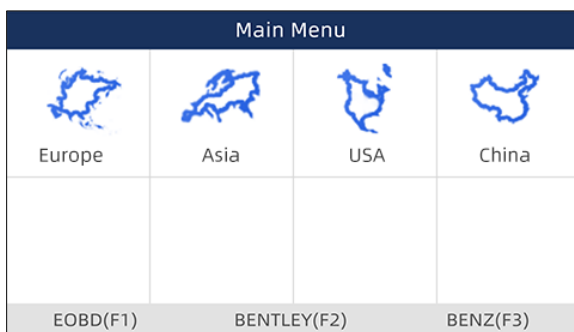 Main Menu
Europe Asia USA China
EOBD(F1) BENTLEY(F2) BENZ(F3)